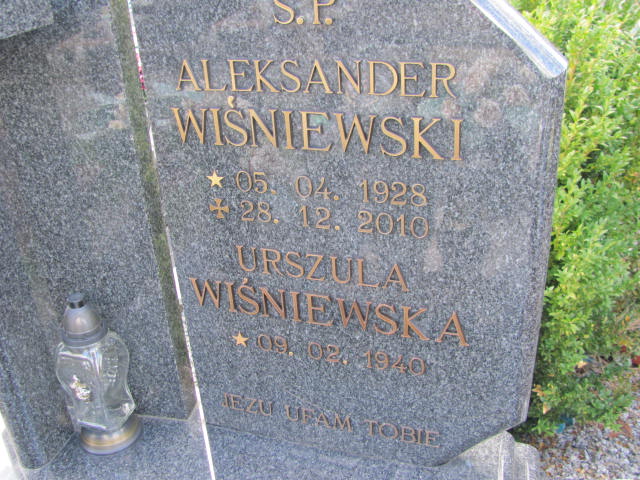 Ś.P.
ALEKSANDER
WIŚNIEWSKI
05. 04. 1928
28. 12. 2010
URSZULA
WIŚNIEWSKA
09. 02. 1940
JEZU UFAM TOBIE